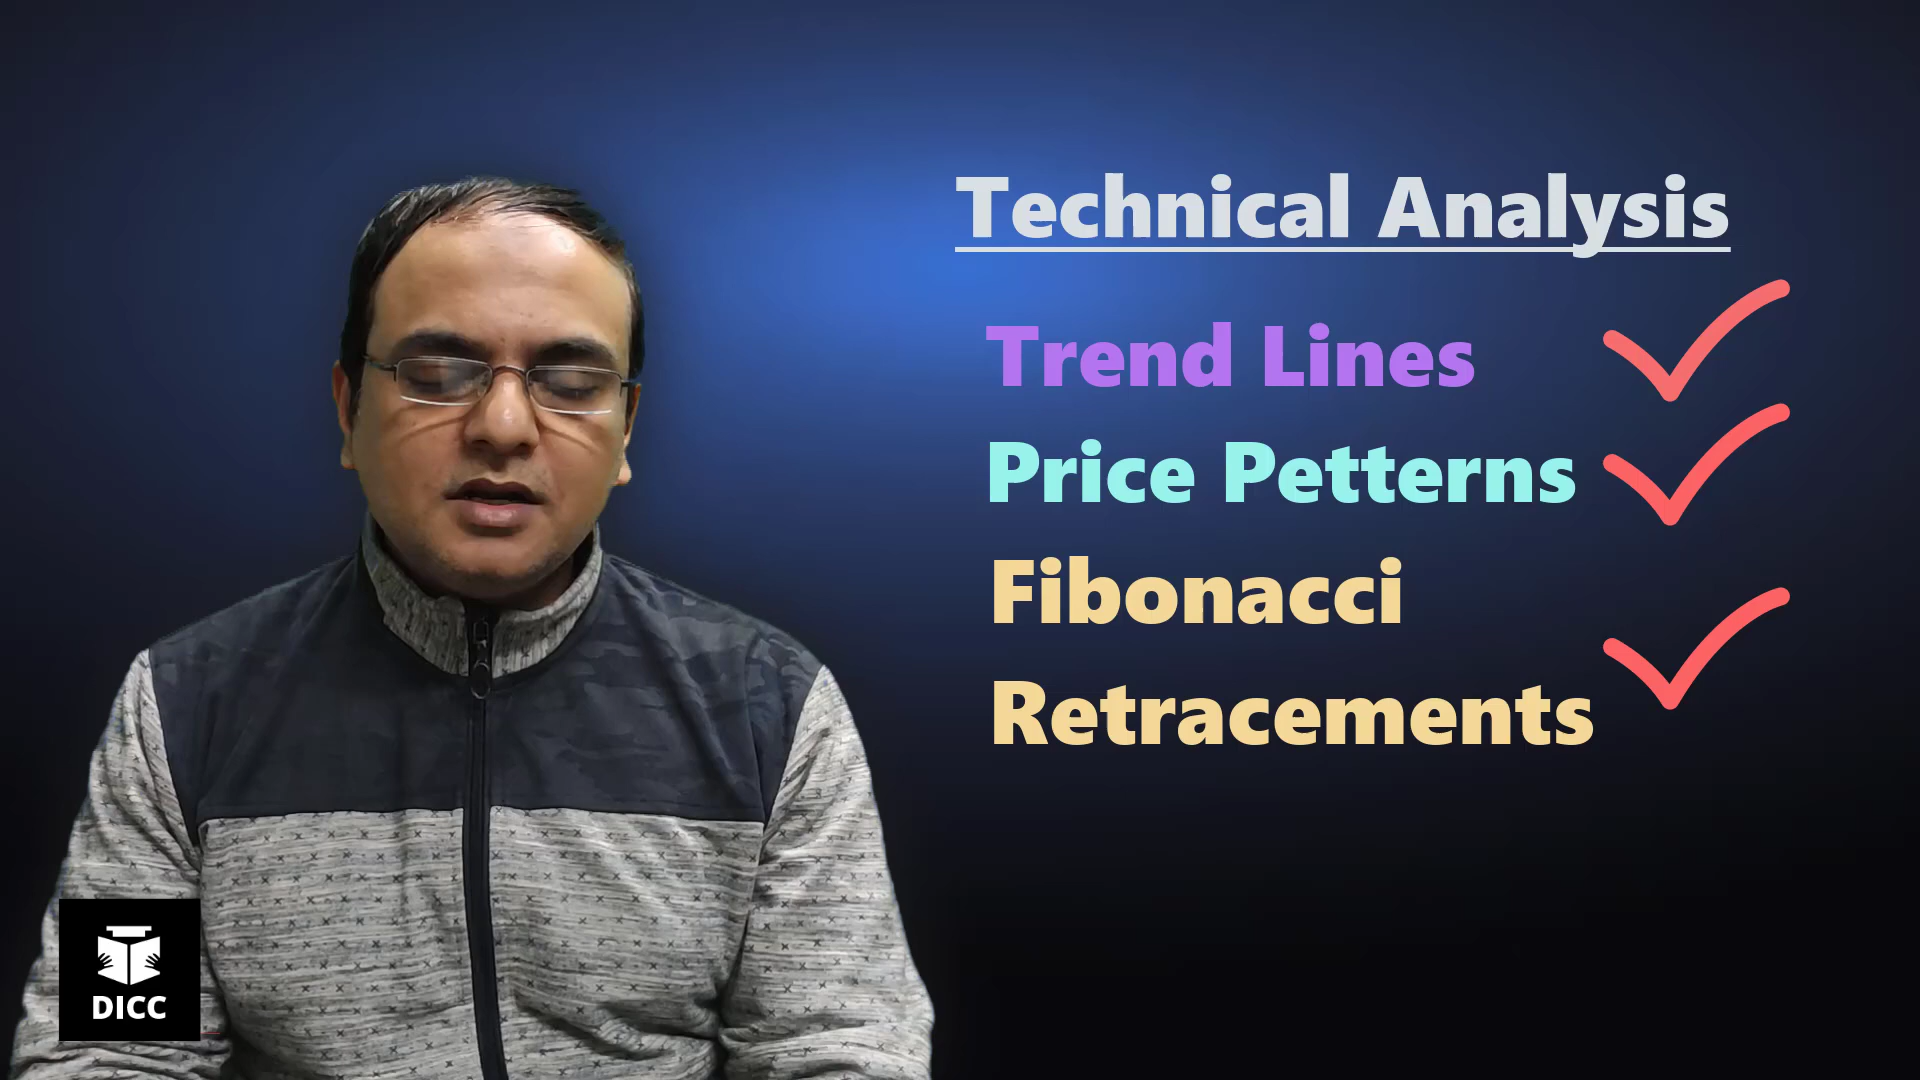 Technical Analysis
Trend Lines
Price Petterns
Fibonacci
Retracements
DICC